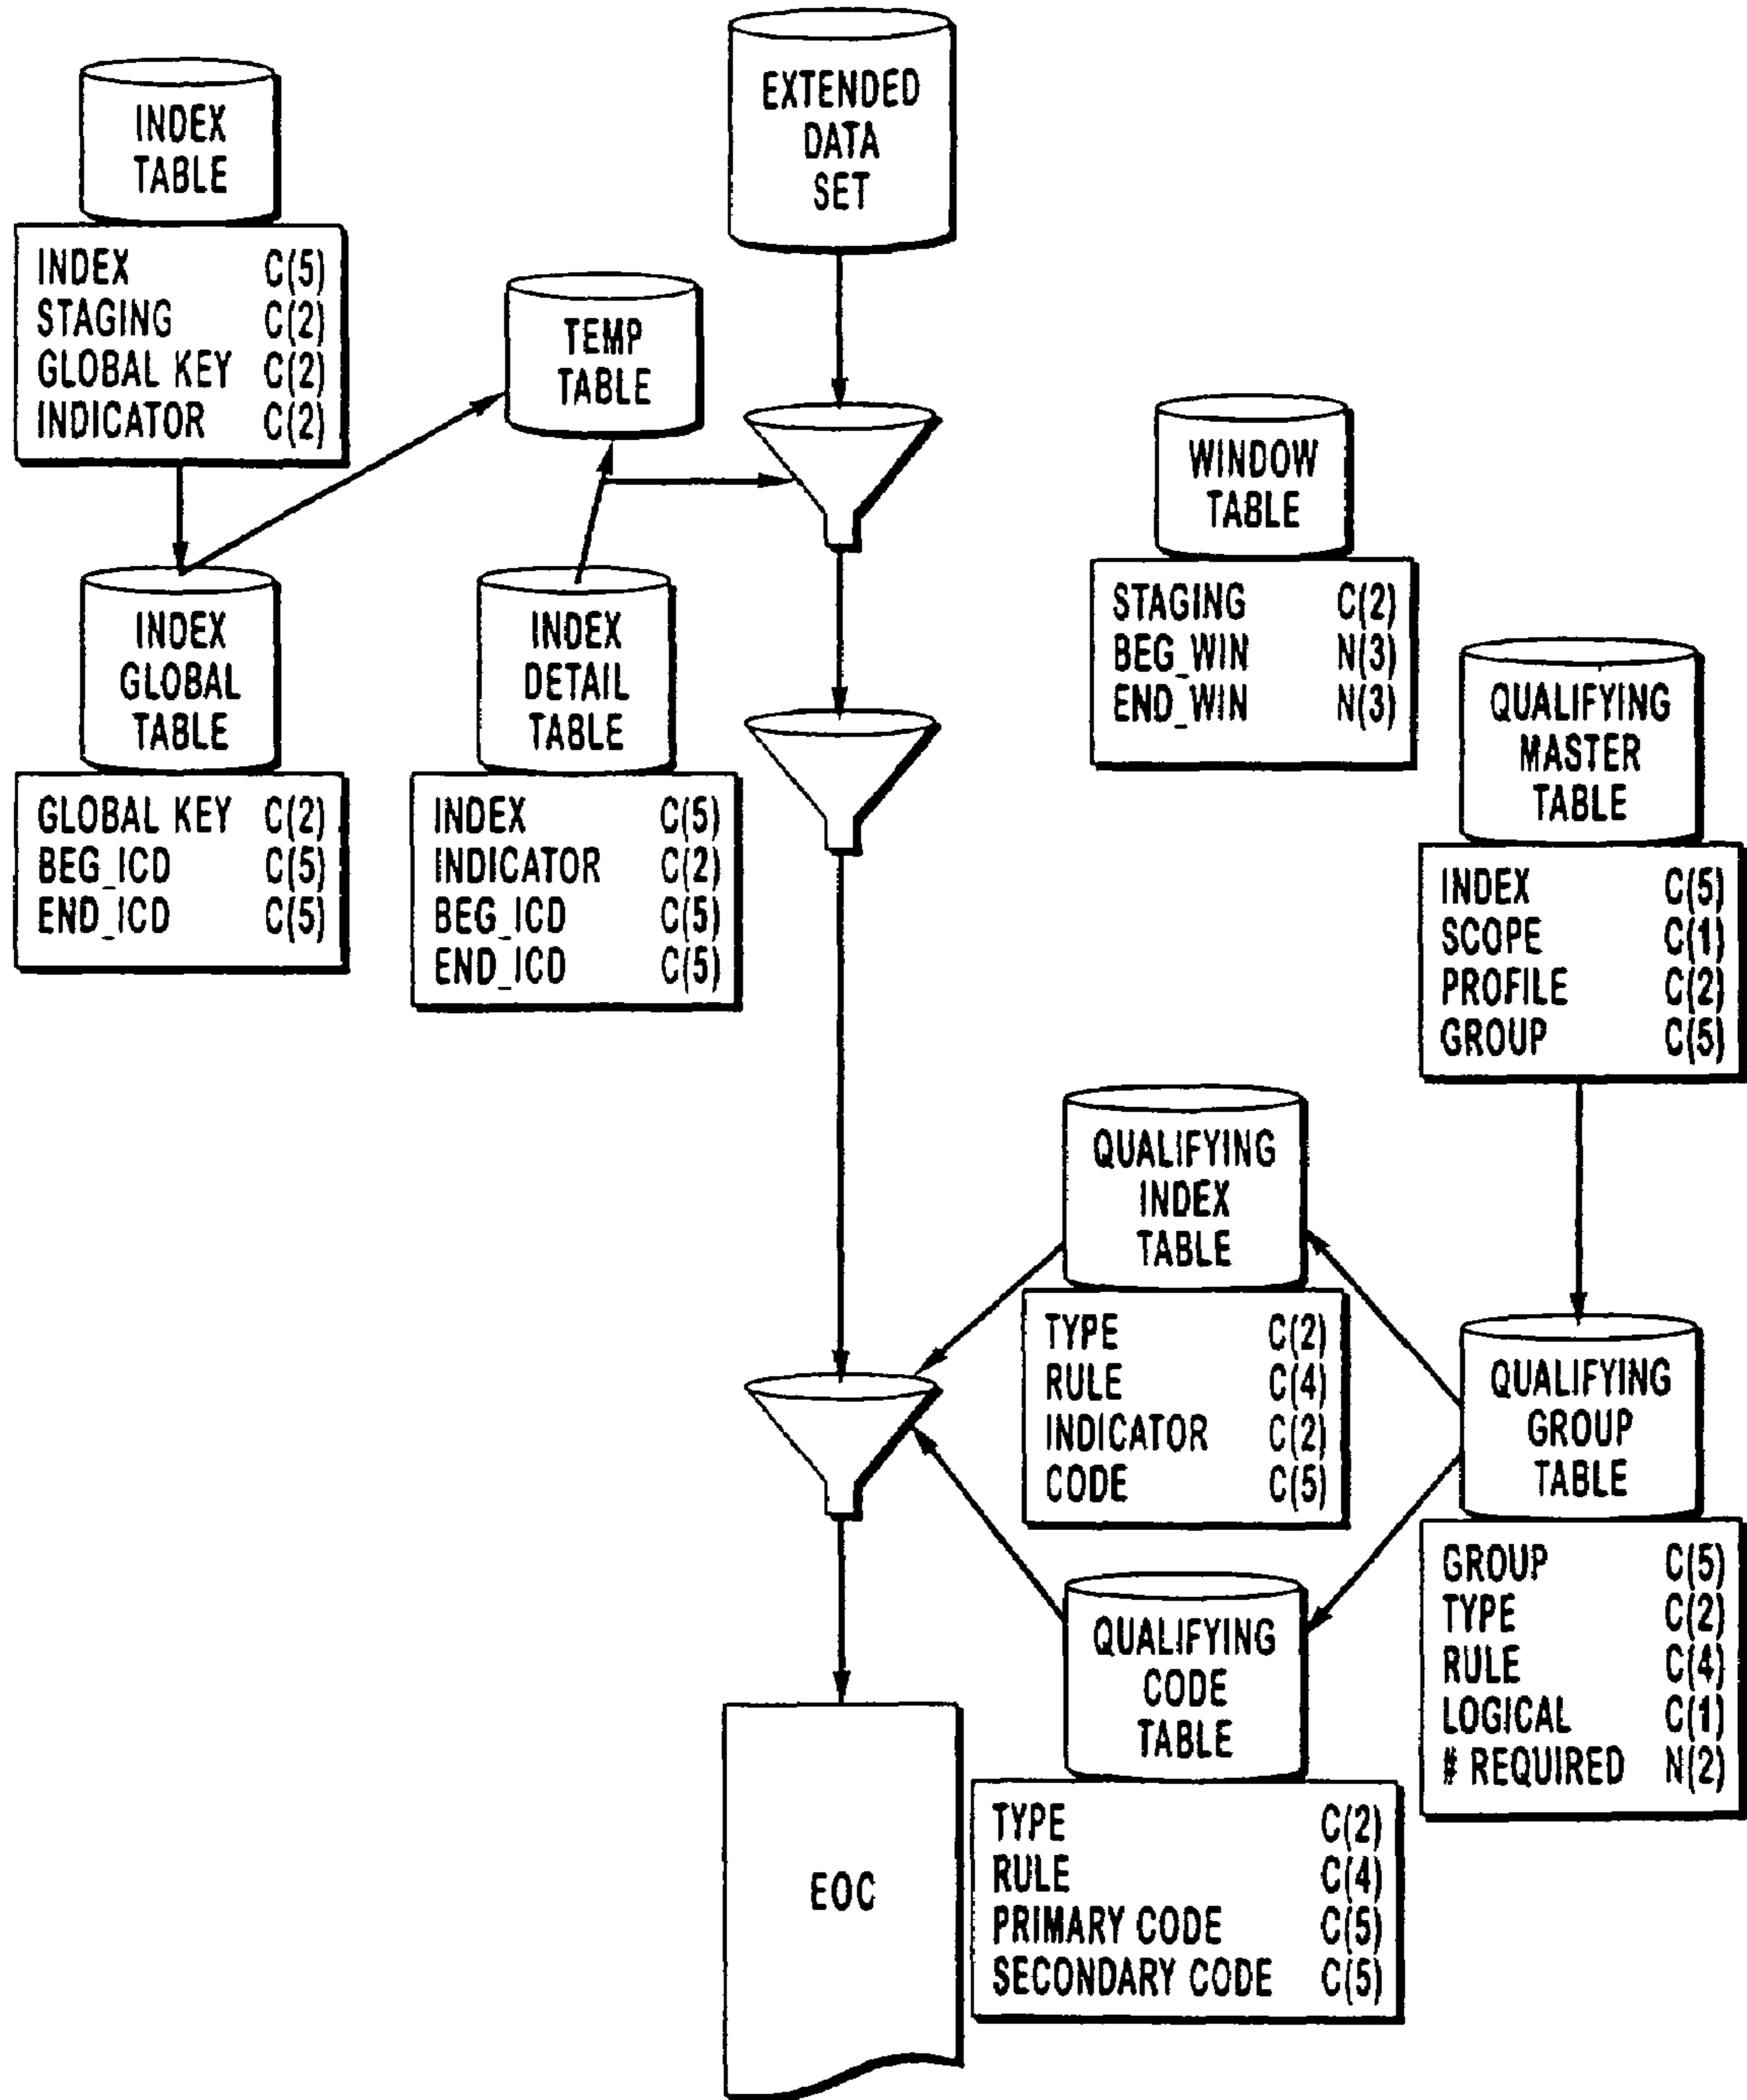 EXTENDED
DATA
SET
INDEX
TABLE
INDEX C(5)
STAGING C(2)
GLOBAL KEY C(2)
INDICATOR C(2)
TEMP
TABLE
WINDOW
TABLE
STAGING C(2)
BEG_WIN N(3)
END_WIN N(3)
INDEX
GLOBAL
TABLE
GLOBAL KEY C(2)
BEG_ICD C(5)
END_ICD C(5)
INDEX
DETAIL
TABLE
INDEX C(5)
INDICATOR C(2)
BEG_ICD C(5)
END_ICD C(5)
QUALIFYING
MASTER
TABLE
INDEX C(5)
SCOPE C(1)
PROFILE C(2)
GROUP C(5)
QUALIFYING
INDEX
TABLE
TYPE C(2)
RULE C(4)
INDICATOR C(2)
CODE C(5)
QUALIFYING
GROUP
TABLE
GROUP C(5)
TYPE C(2)
RULE C(4)
LOGICAL C(1)
# REQUIRED N(2)
QUALIFYING
CODE
TABLE
TYPE C(2)
RULE C(4)
PRIMARY CODE C(5)
SECONDARY CODE C(5)
EOC